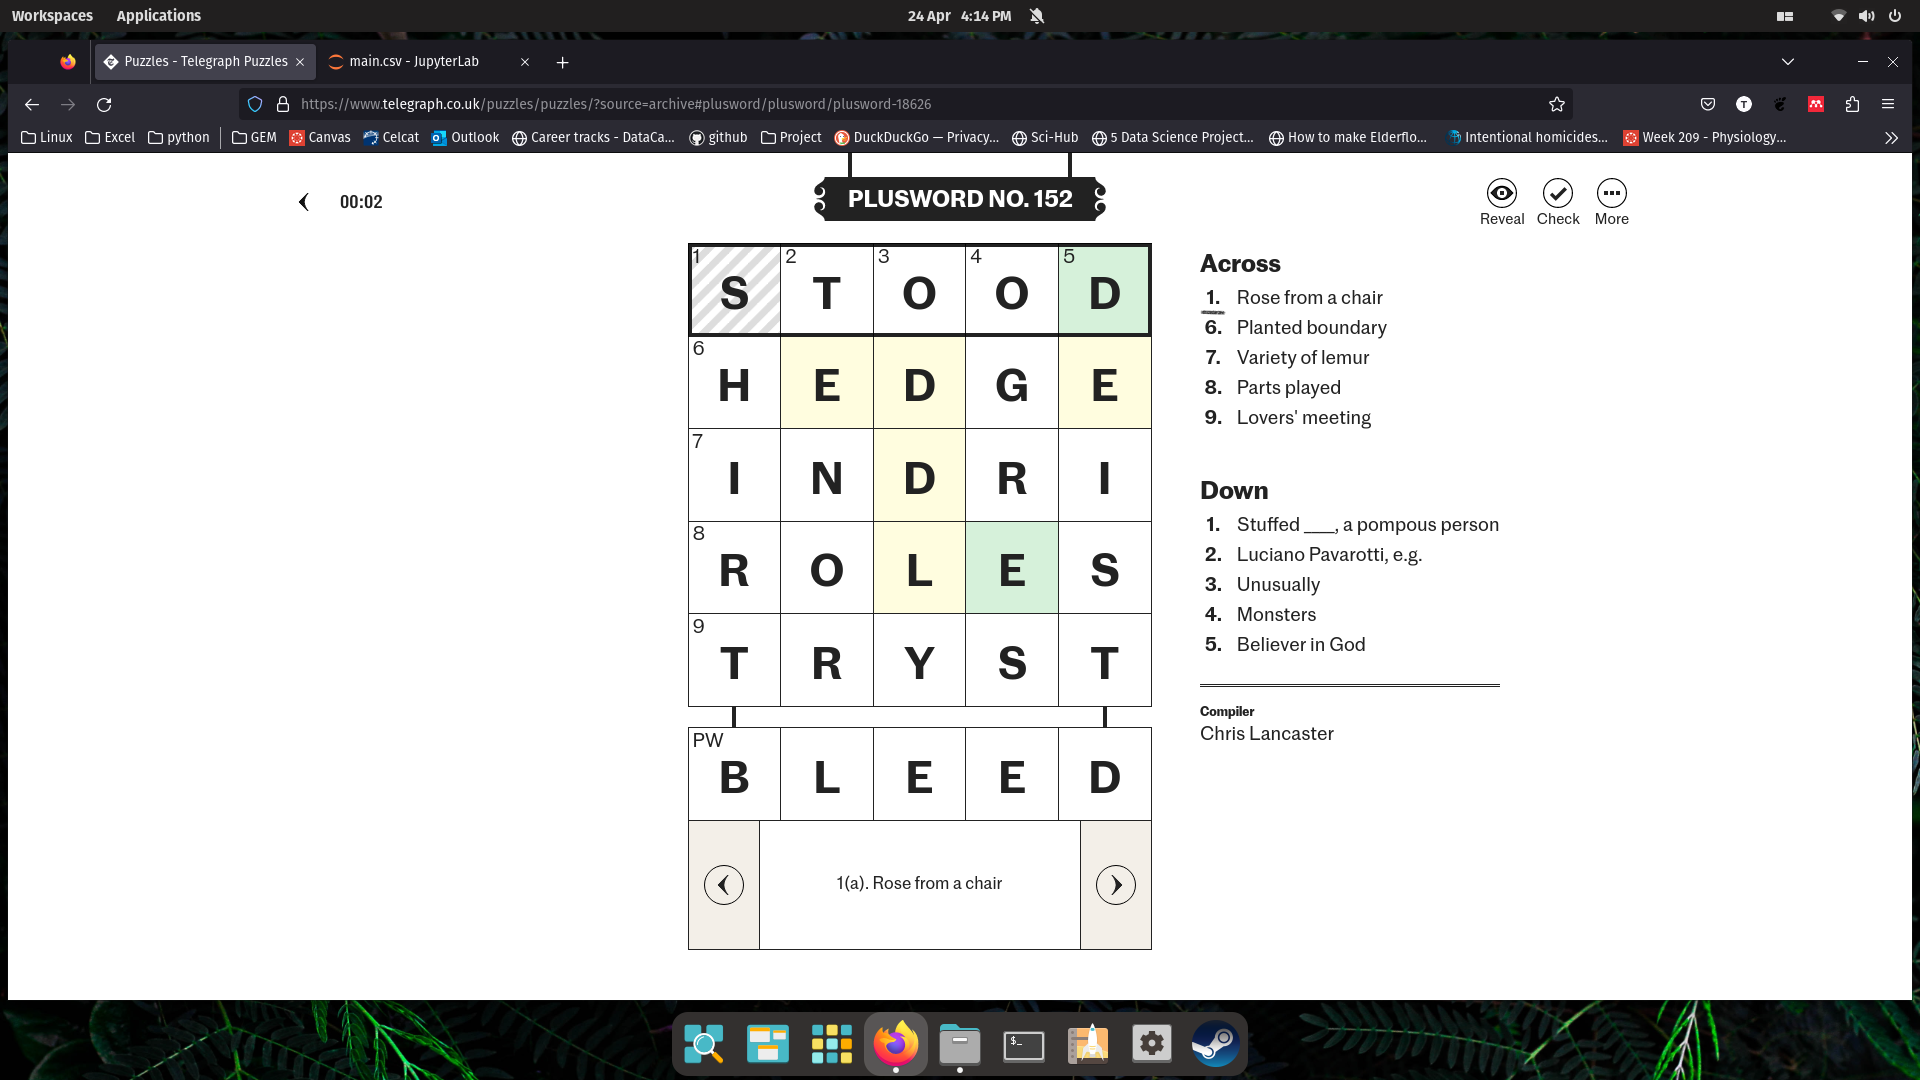 Workspaces Applications 24 Apr 4:14 PM
Puzzles - Telegraph Puzzles main.csv - JupyterLab
https://www.telegraph.co.uk/puzzles/puzzles/?source=archive#plusword/plusword/plusword-18626
Linux Excel python GEM Canvas Celcat Outlook Career tracks - DataCa... github Project DuckDuckGo — Privacy... Sci-Hub 5 Data Science Project... How to make Elderflo... Intentional homicides... Week 209 - Physiology...
00:02
PLUSWORD NO. 152
Reveal Check More
1 S 2 T 3 O 4 O 5 D
6 H E D G E
7 I N D R I
8 R O L E S
9 T R Y S T
PW B L E E D
1(a). Rose from a chair
Across
1. Rose from a chair
6. Planted boundary
7. Variety of lemur
8. Parts played
9. Lovers' meeting
Down
1. Stuffed ___, a pompous person
2. Luciano Pavarotti, e.g.
3. Unusually
4. Monsters
5. Believer in God
Compiler
Chris Lancaster
$_